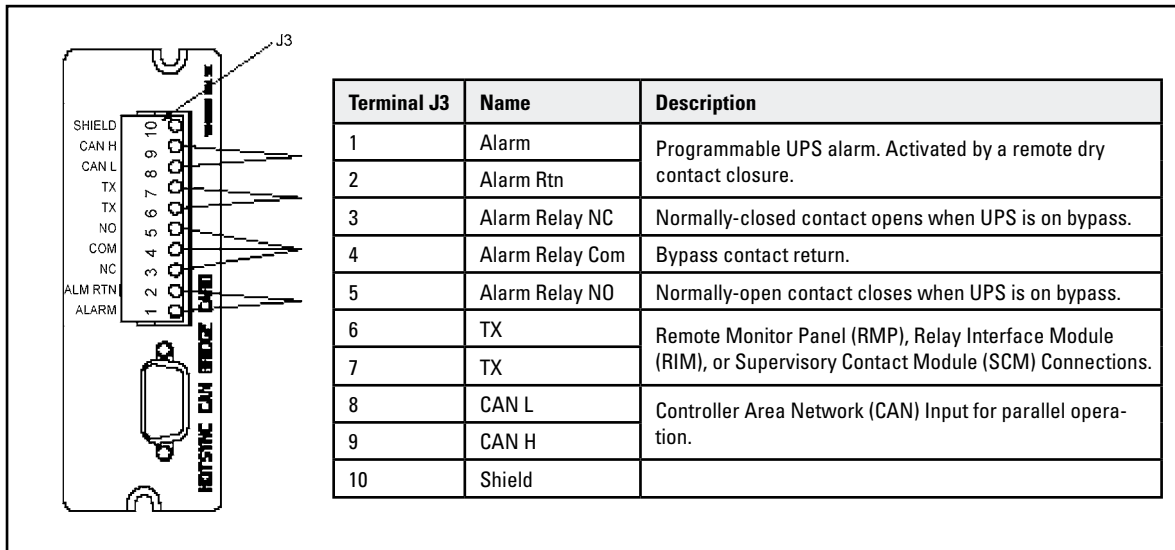 J3
SHIELD
CAN H
CAN L
TX
TX
NO
COM
NC
ALM RTN
ALARM
10
9
8
7
6
5
4
3
2
1
HOTSYNC CAN BRIDGE CARD
Terminal J3 Name Description
1 Alarm Programmable UPS alarm. Activated by a remote dry
contact closure.
2 Alarm Rtn
3 Alarm Relay NC Normally-closed contact opens when UPS is on bypass.
4 Alarm Relay Com Bypass contact return.
5 Alarm Relay NO Normally-open contact closes when UPS is on bypass.
6 TX Remote Monitor Panel (RMP), Relay Interface Module
(RIM), or Supervisory Contact Module (SCM) Connections.
7 TX
8 CAN L Controller Area Network (CAN) Input for parallel opera-
tion.
9 CAN H
10 Shield